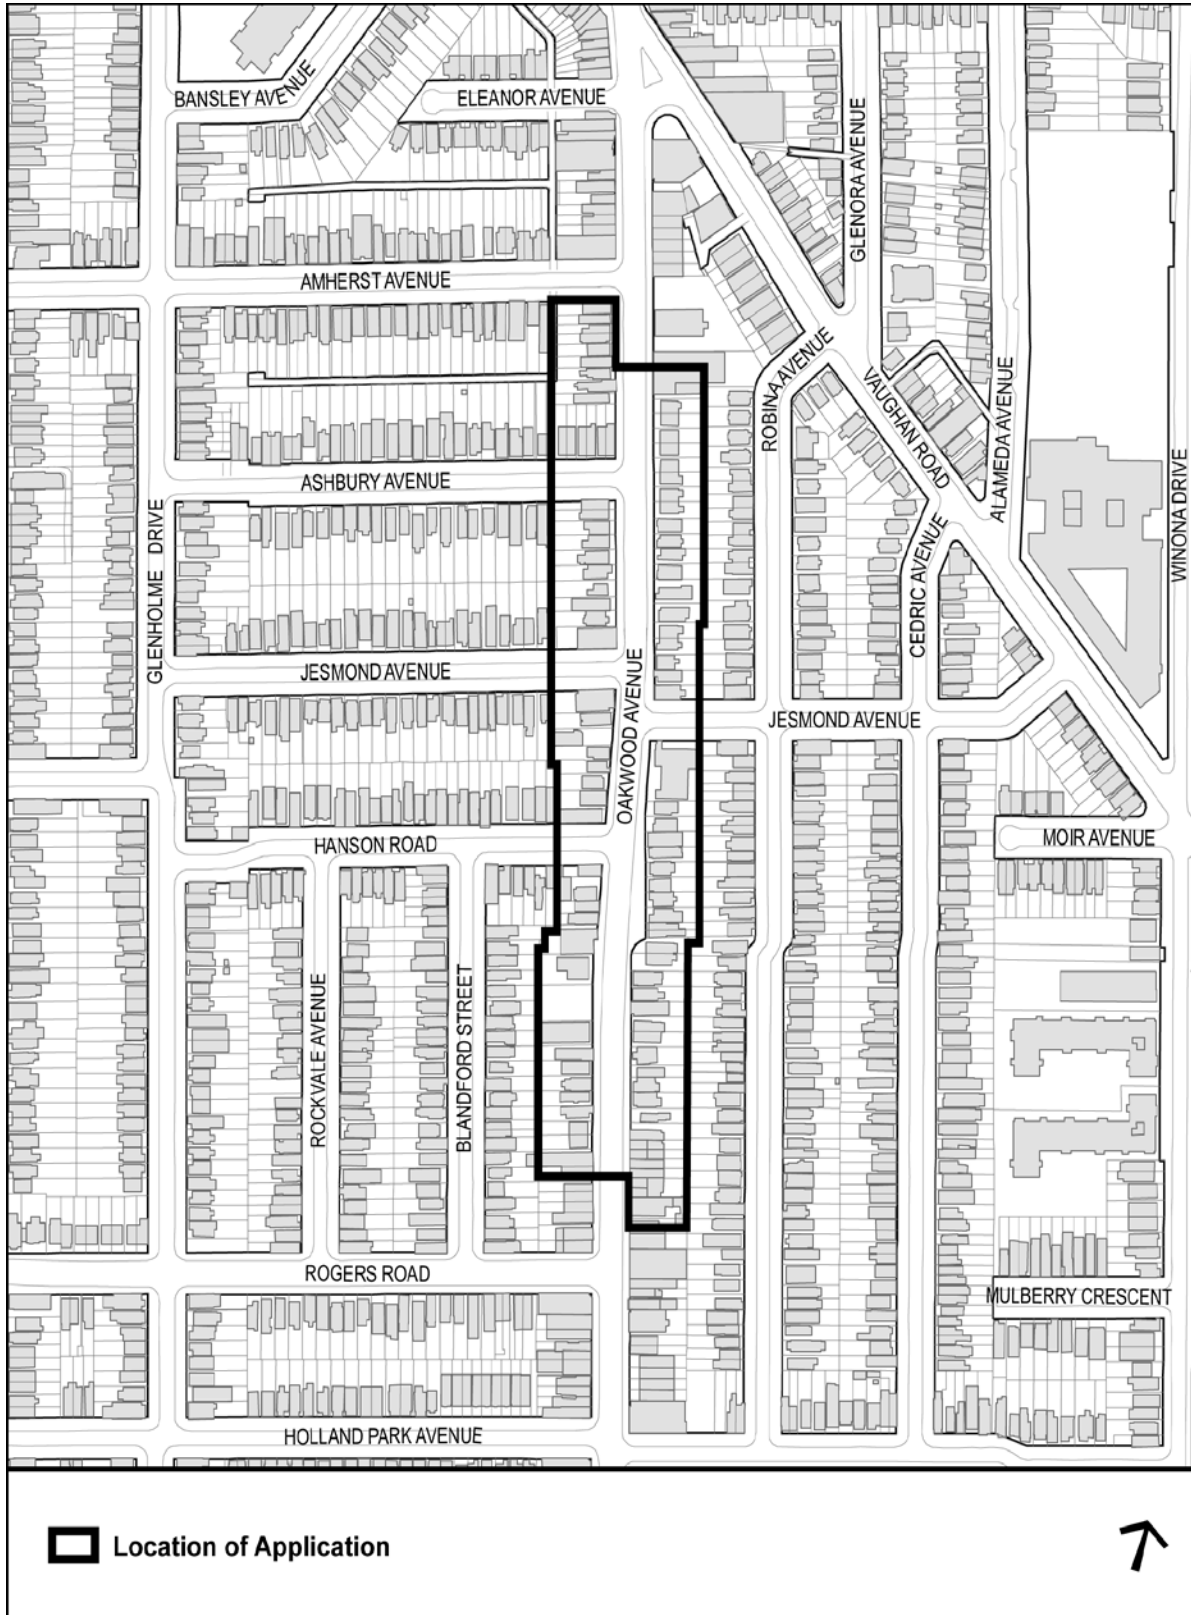 BANSLEY AVENUE
ELEANOR AVENUE
GLENORA AVENUE
AMHERST AVENUE
ROBINA AVENUE
VAUGHAN ROAD
ALAMEDA AVENUE
ASHBURY AVENUE
GLENHOLME DRIVE
WINONA DRIVE
CEDRIC AVENUE
JESMOND AVENUE
OAKWOOD AVENUE
JESMOND AVENUE
HANSON ROAD
MOIR AVENUE
ROCKVALE AVENUE
BLANDFORD STREET
ROGERS ROAD
MULBERRY CRESCENT
HOLLAND PARK AVENUE
Location of Application